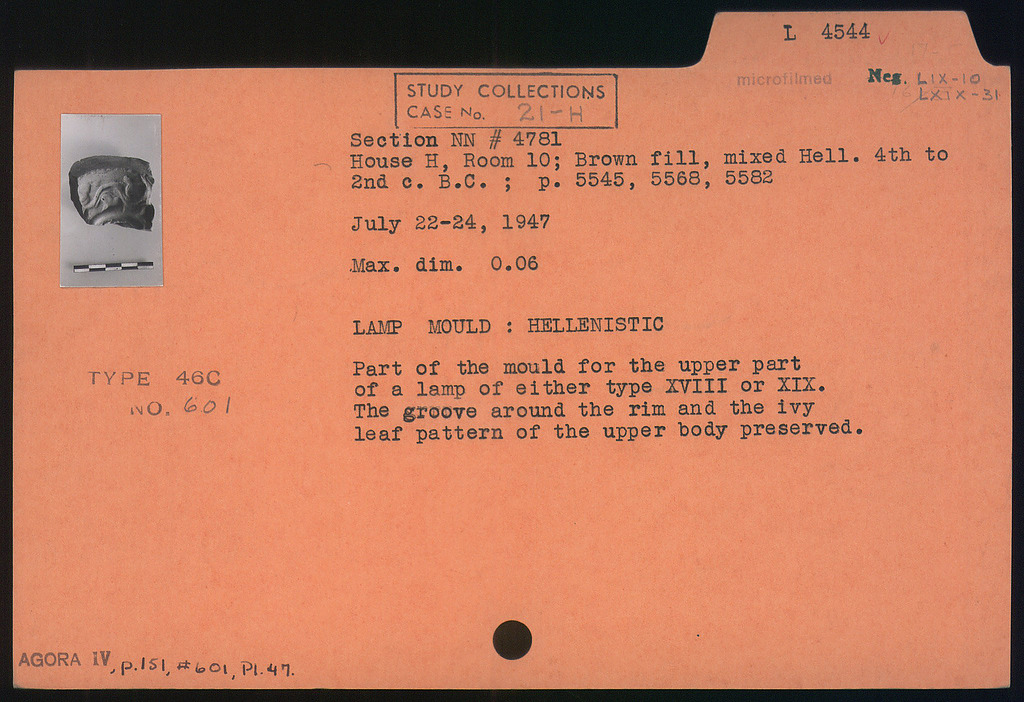 L 4544
microfilmed
Neg. LIX-10
LXIX-31
STUDY COLLECTIONS
CASE No. 21-H
Section NN # 4781
House H, Room 10; Brown fill, mixed Hell. 4th to
2nd c. B.C. ; p. 5545, 5568, 5582
July 22-24, 1947
Max. dim. 0.06
LAMP MOULD : HELLENISTIC
Part of the mould for the upper part
of a lamp of either type XVIII or XIX.
The groove around the rim and the ivy
leaf pattern of the upper body preserved.
TYPE 46C
NO. 601
AGORA IV, p.151, #601, Pl.47.